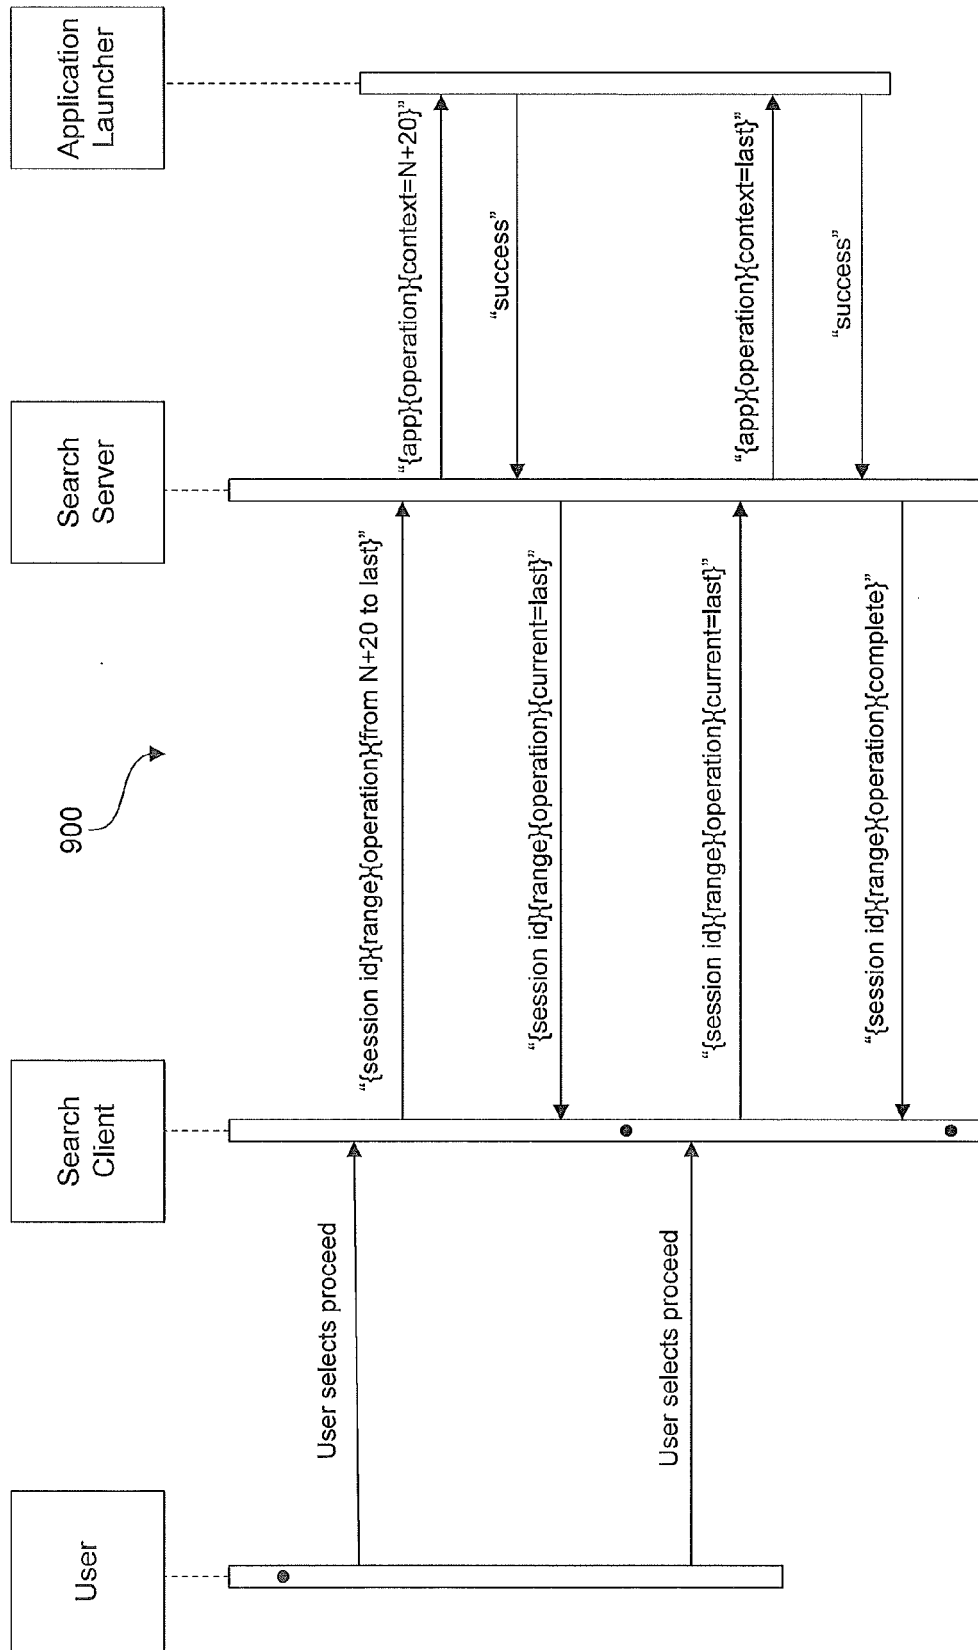 User
Search
Client
Search
Server
Application
Launcher
900
User selects proceed
“{session id}{range}{operation}{from N+20 to last}”
“{app}{operation}{context=N+20}”
“success”
“{session id}{range}{operation}{current=last}”
User selects proceed
“{session id}{range}{operation}{current=last}”
“{app}{operation}{context=last}”
“success”
“{session id}{range}{operation}{complete}”